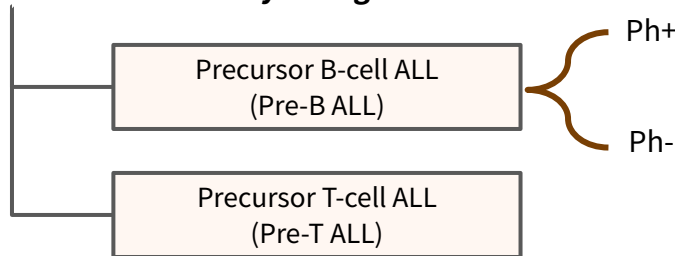 Ph+
Precursor B-cell ALL
(Pre-B ALL)
Ph-
Precursor T-cell ALL
(Pre-T ALL)